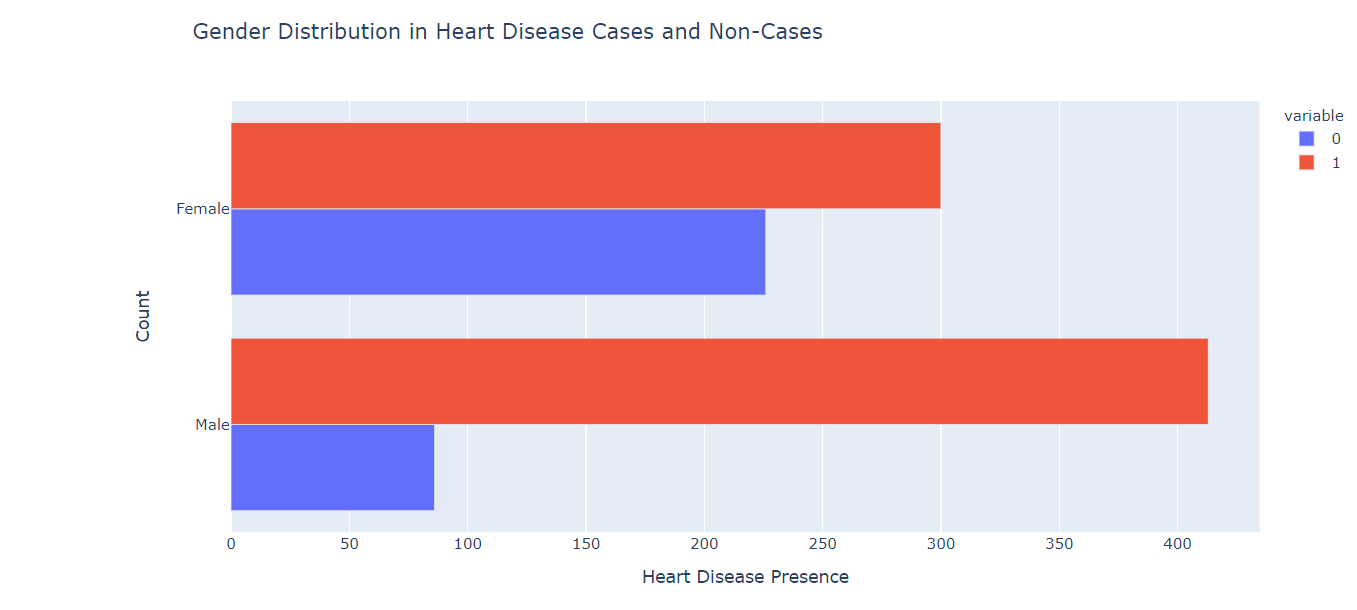 Gender Distribution in Heart Disease Cases and Non-Cases
variable
0
1
Female
Male
Count
0 50 100 150 200 250 300 350 400
Heart Disease Presence